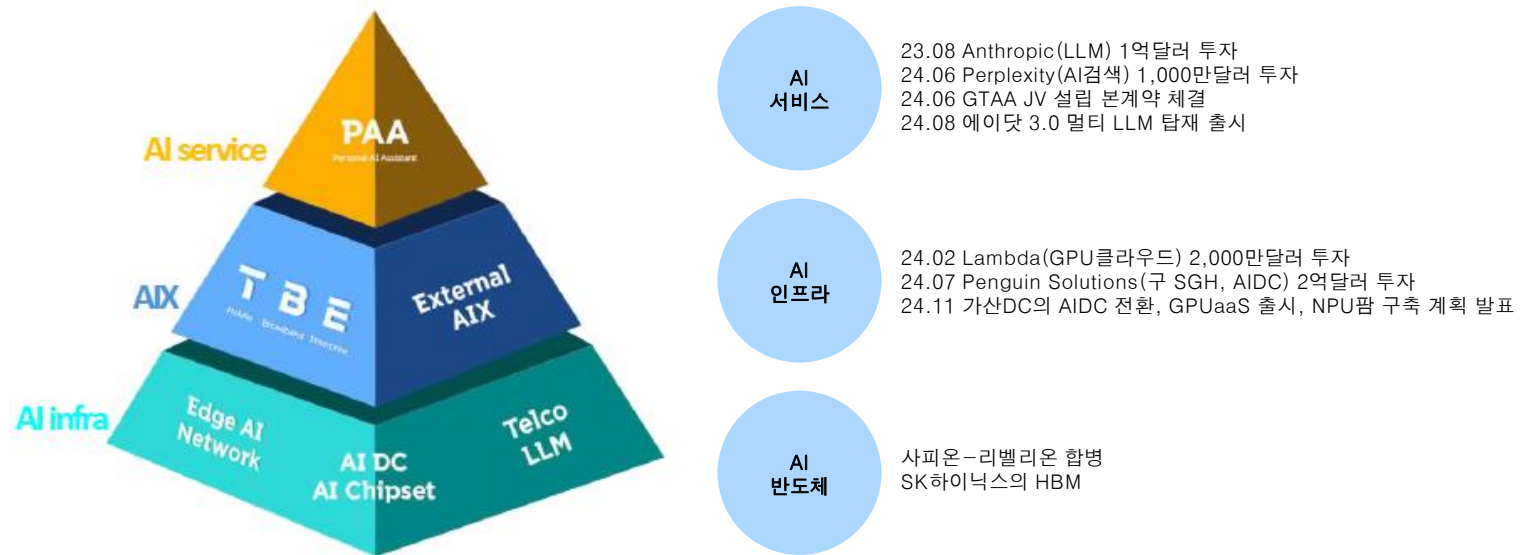 AI service
PAA
Personal AI Assistant
AIX
T B E
Mobile Broadband Enterprise
External
AIX
AI infra
Edge AI
Network
AI DC
AI Chipset
Telco
LLM
AI
서비스
23.08 Anthropic(LLM) 1억달러 투자
24.06 Perplexity(AI검색) 1,000만달러 투자
24.06 GTAA JV 설립 본계약 체결
24.08 에이닷 3.0 멀티 LLM 탑재 출시
AI
인프라
24.02 Lambda(GPU클라우드) 2,000만달러 투자
24.07 Penguin Solutions(구 SGH, AIDC) 2억달러 투자
24.11 가산DC의 AIDC 전환, GPUaaS 출시, NPU팜 구축 계획 발표
AI
반도체
사피온-리벨리온 합병
SK하이닉스의 HBM